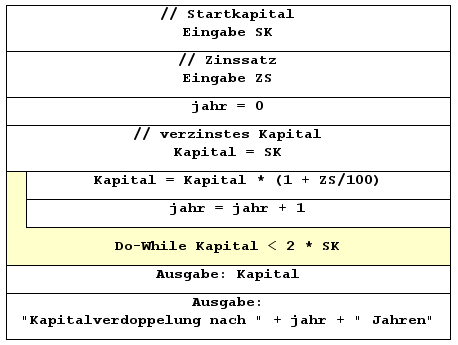 // Startkapital
Eingabe SK
// Zinssatz
Eingabe ZS
jahr = 0
// verzinstes Kapital
Kapital = SK
Kapital = Kapital * (1 + ZS/100)
jahr = jahr + 1
Do-While Kapital < 2 * SK
Ausgabe: Kapital
Ausgabe:
"Kapitalverdoppelung nach " + jahr + " Jahren"